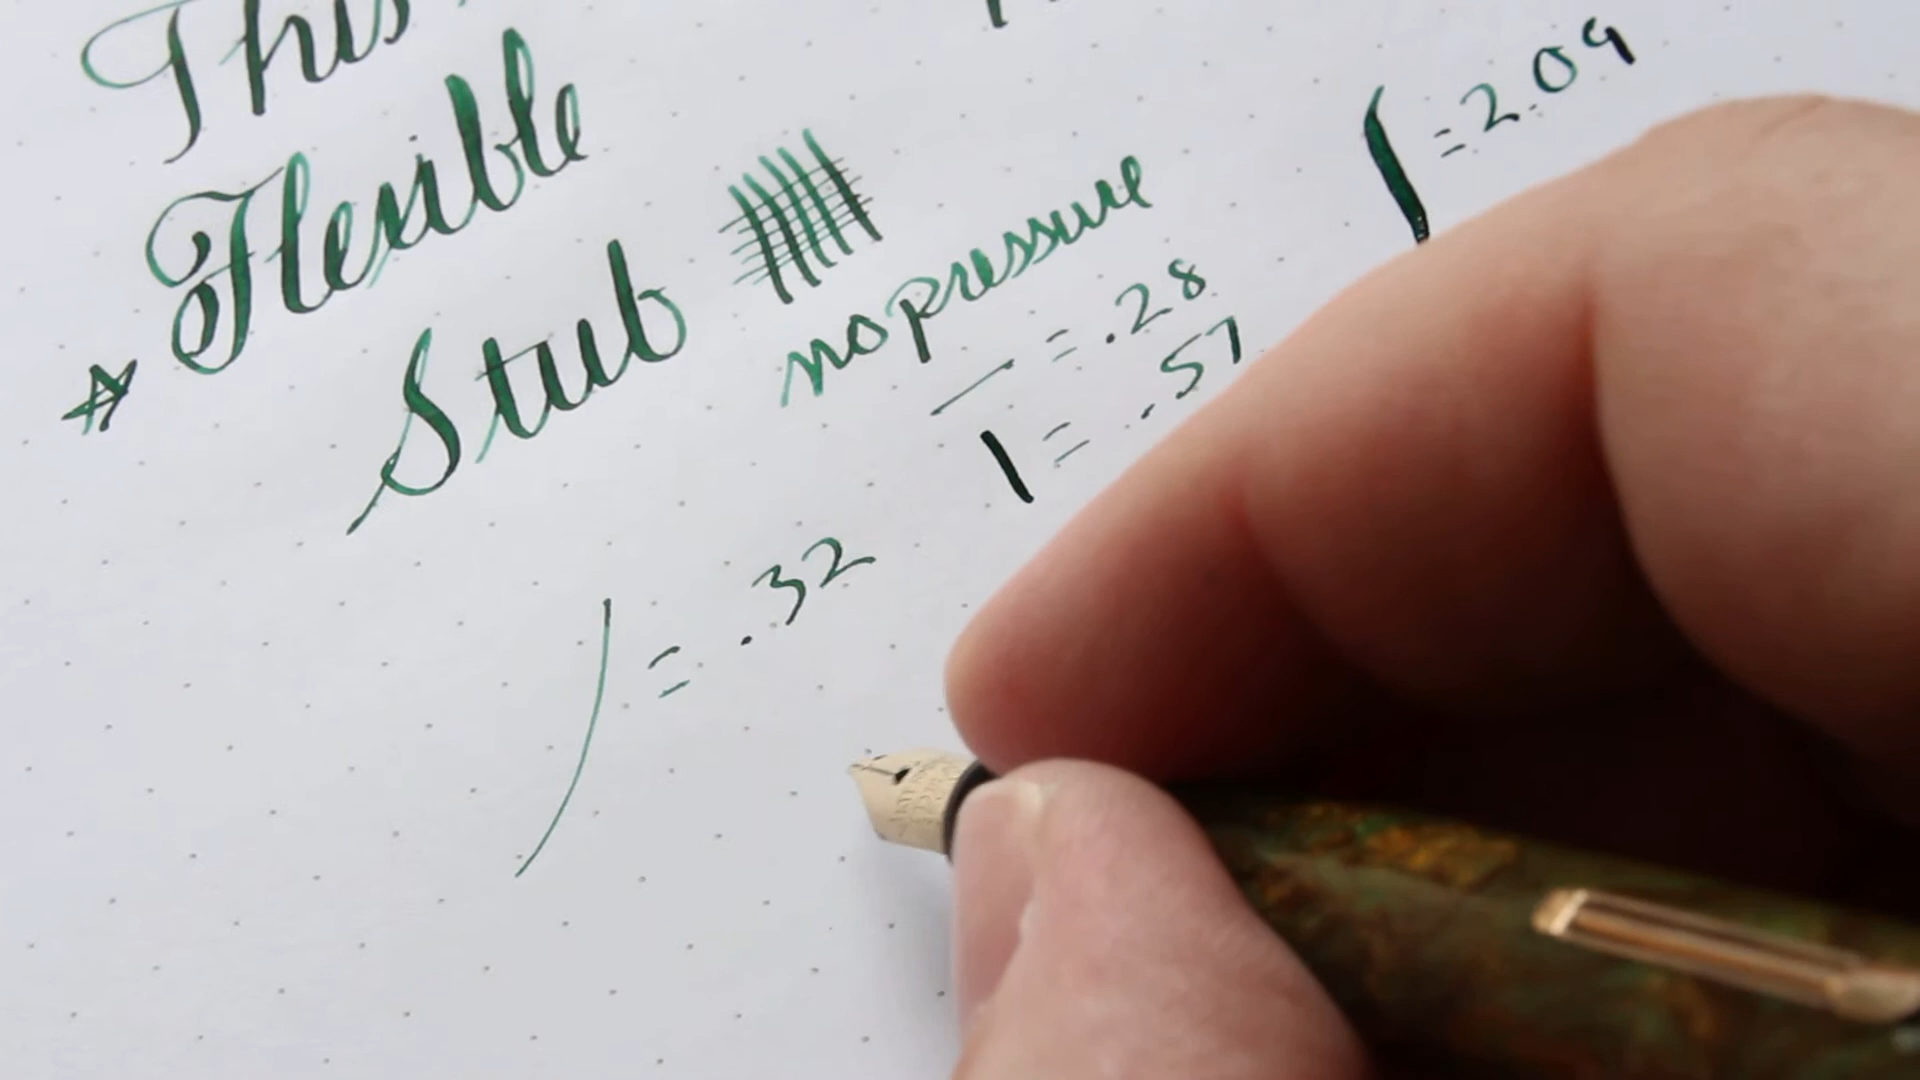 This
Flexible
Stub
no pressure
— = .28
| = .57
= 2.09
= .32